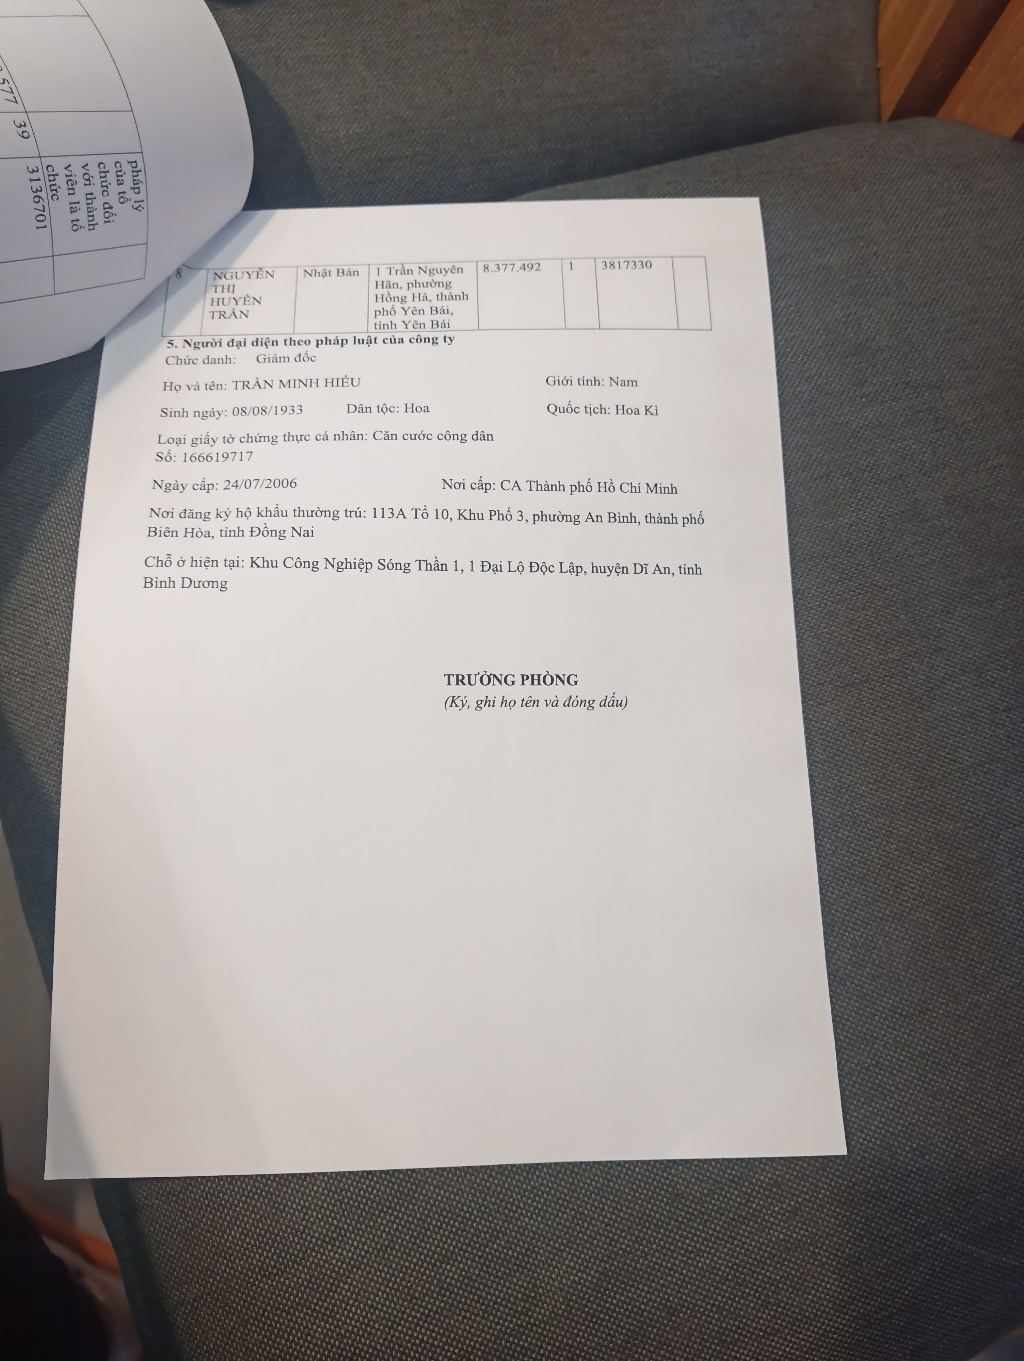 577
39
pháp lý
của tổ
chức đối
với thành
viên là tổ
chức
3136701
8 NGUYỄN THỊ HUYỀN TRÂN Nhật Bản 1 Trần Nguyên Hãn, phường Hồng Hà, thành phố Yên Bái, tỉnh Yên Bái 8.377.492 1 3817330
5. Người đại diện theo pháp luật của công ty
Chức danh: Giám đốc
Họ và tên: TRẦN MINH HIẾU Giới tính: Nam
Sinh ngày: 08/08/1933 Dân tộc: Hoa Quốc tịch: Hoa Kì
Loại giấy tờ chứng thực cá nhân: Căn cước công dân
Số: 166619717
Ngày cấp: 24/07/2006 Nơi cấp: CA Thành phố Hồ Chí Minh
Nơi đăng ký hộ khẩu thường trú: 113A Tổ 10, Khu Phố 3, phường An Bình, thành phố
Biên Hòa, tỉnh Đồng Nai
Chỗ ở hiện tại: Khu Công Nghiệp Sóng Thần 1, 1 Đại Lộ Độc Lập, huyện Dĩ An, tỉnh
Bình Dương
TRƯỞNG PHÒNG
(Ký, ghi họ tên và đóng dấu)